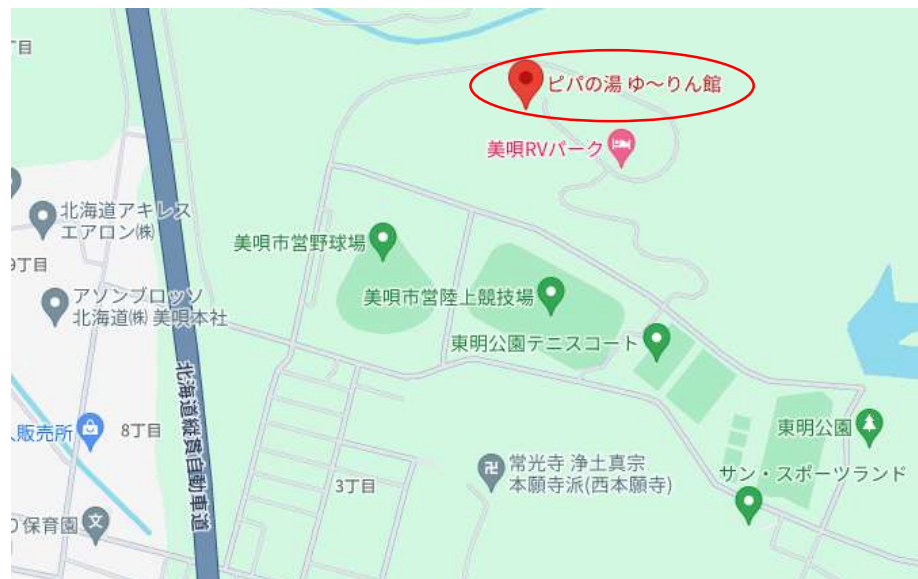 丁目
ピパの湯 ゆ～りん館
美唄RVパーク
北海道アキレス
エアロン㈱
美唄市営野球場
9丁目
アソンブロッソ
北海道㈱ 美唄本社
美唄市営陸上競技場
東明公園テニスコート
北海道縦貫自動車道
販売所
8丁目
東明公園
常光寺 浄土真宗
本願寺派(西本願寺)
サン・スポーツランド
3丁目
り保育園
文